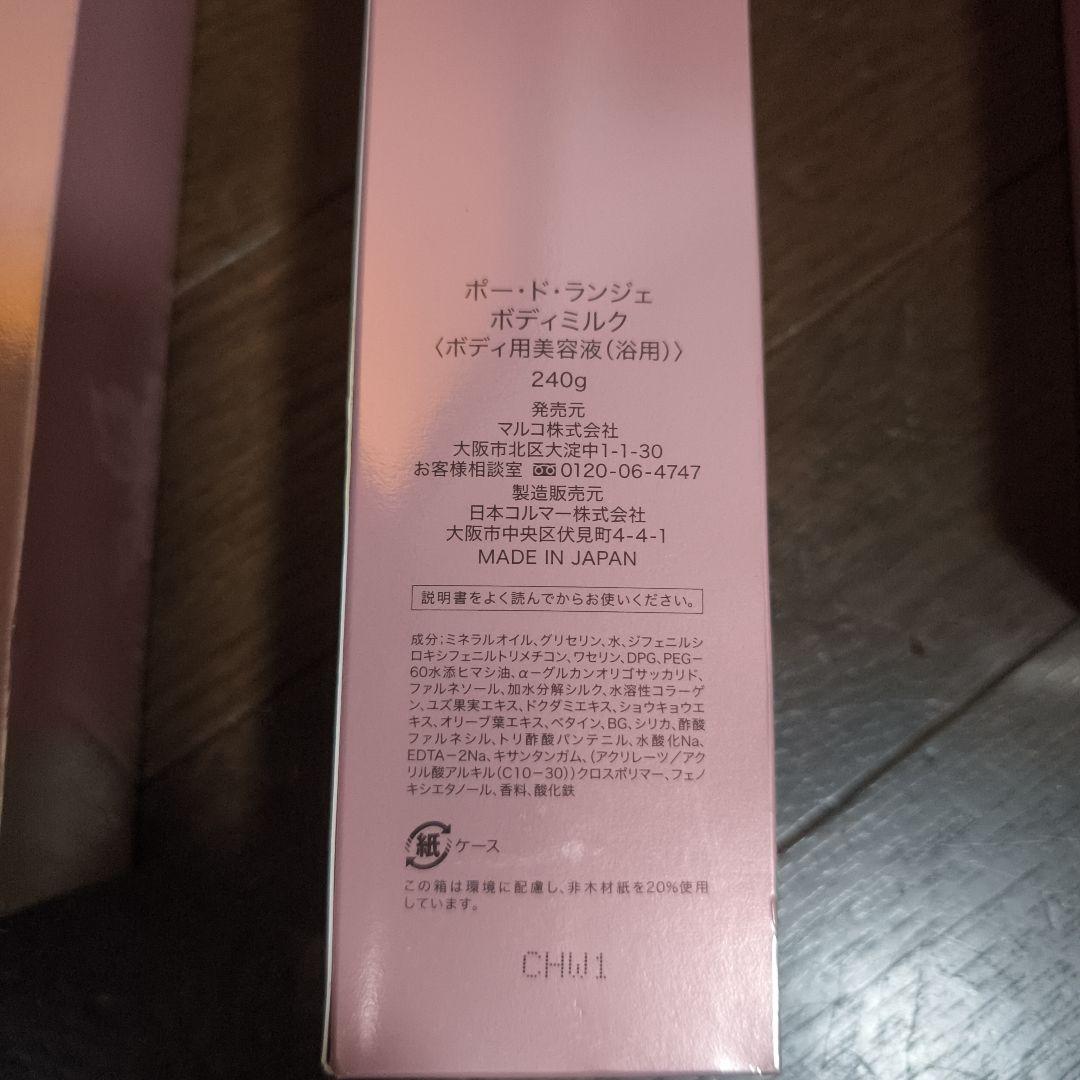 ポー・ド・ランジェ
ボディミルク
〈ボディ用美容液（浴用）〉
240g
発売元
マルコ株式会社
大阪市北区大淀中1-1-30
お客様相談室 0120-06-4747
製造販売元
日本コルマー株式会社
大阪市中央区伏見町4-4-1
MADE IN JAPAN
説明書をよく読んでからお使いください。
成分：ミネラルオイル、グリセリン、水、ジフェニルシ
ロキシフェニルトリメチコン、ワセリン、DPG、PEG－
60水添ヒマシ油、α－グルカンオリゴサッカリド、
ファルネソール、加水分解シルク、水溶性コラーゲ
ン、ユズ果実エキス、ドクダミエキス、ショウキョウエ
キス、オリーブ葉エキス、ベタイン、BG、シリカ、酢酸
ファルネシル、トリ酢酸パンテニル、水酸化Na、
EDTA－2Na、キサンタンガム、（アクリレーツ／アク
リル酸アルキル（C10－30））クロスポリマー、フェノ
キシエタノール、香料、酸化鉄
紙 ケース
この箱は環境に配慮し、非木材紙を20%使用
しています。
CHW1